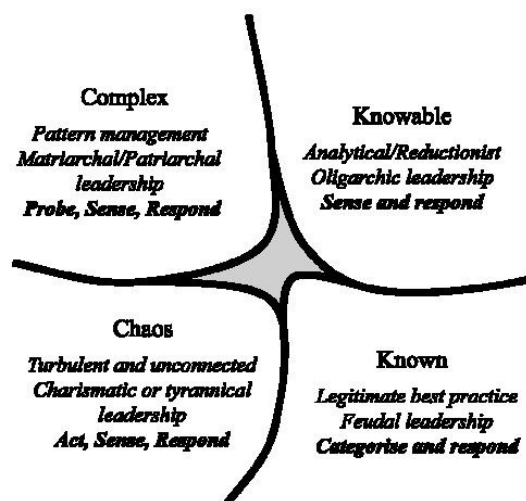 Complex
Pattern management
Matriarchal/Patriarchal
leadership
Probe, Sense, Respond
Knowable
Analytical/Reductionist
Oligarchic leadership
Sense and respond
Chaos
Turbulent and unconnected
Charismatic or tyrannical
leadership
Act, Sense, Respond
Known
Legitimate best practice
Feudal leadership
Categorise and respond